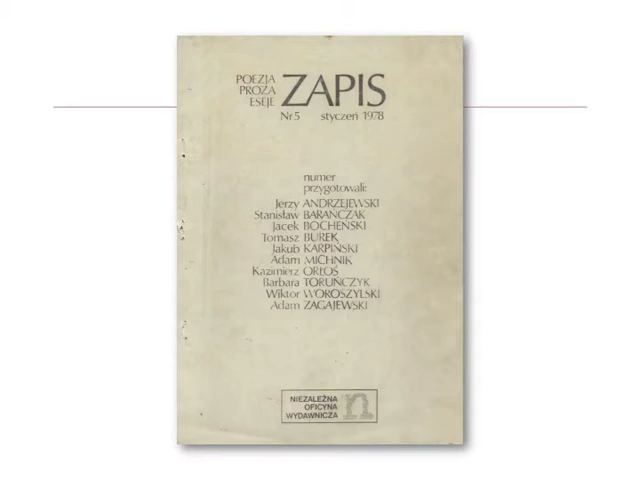 POEZJA
PROZA
ESEJE
ZAPIS
Nr 5 styczeń 1978
numer
przygotowali:
Jerzy ANDRZEJEWSKI
Stanisław BARAŃCZAK
Jacek BOCHEŃSKI
Tomasz BUREK
Jakub KARPIŃSKI
Adam MICHNIK
Kazimierz ORŁOŚ
Barbara TORUŃCZYK
Wiktor WOROSZYLSKI
Adam ZAGAJEWSKI
NIEZALEŻNA
OFICYNA
WYDAWNICZA
n